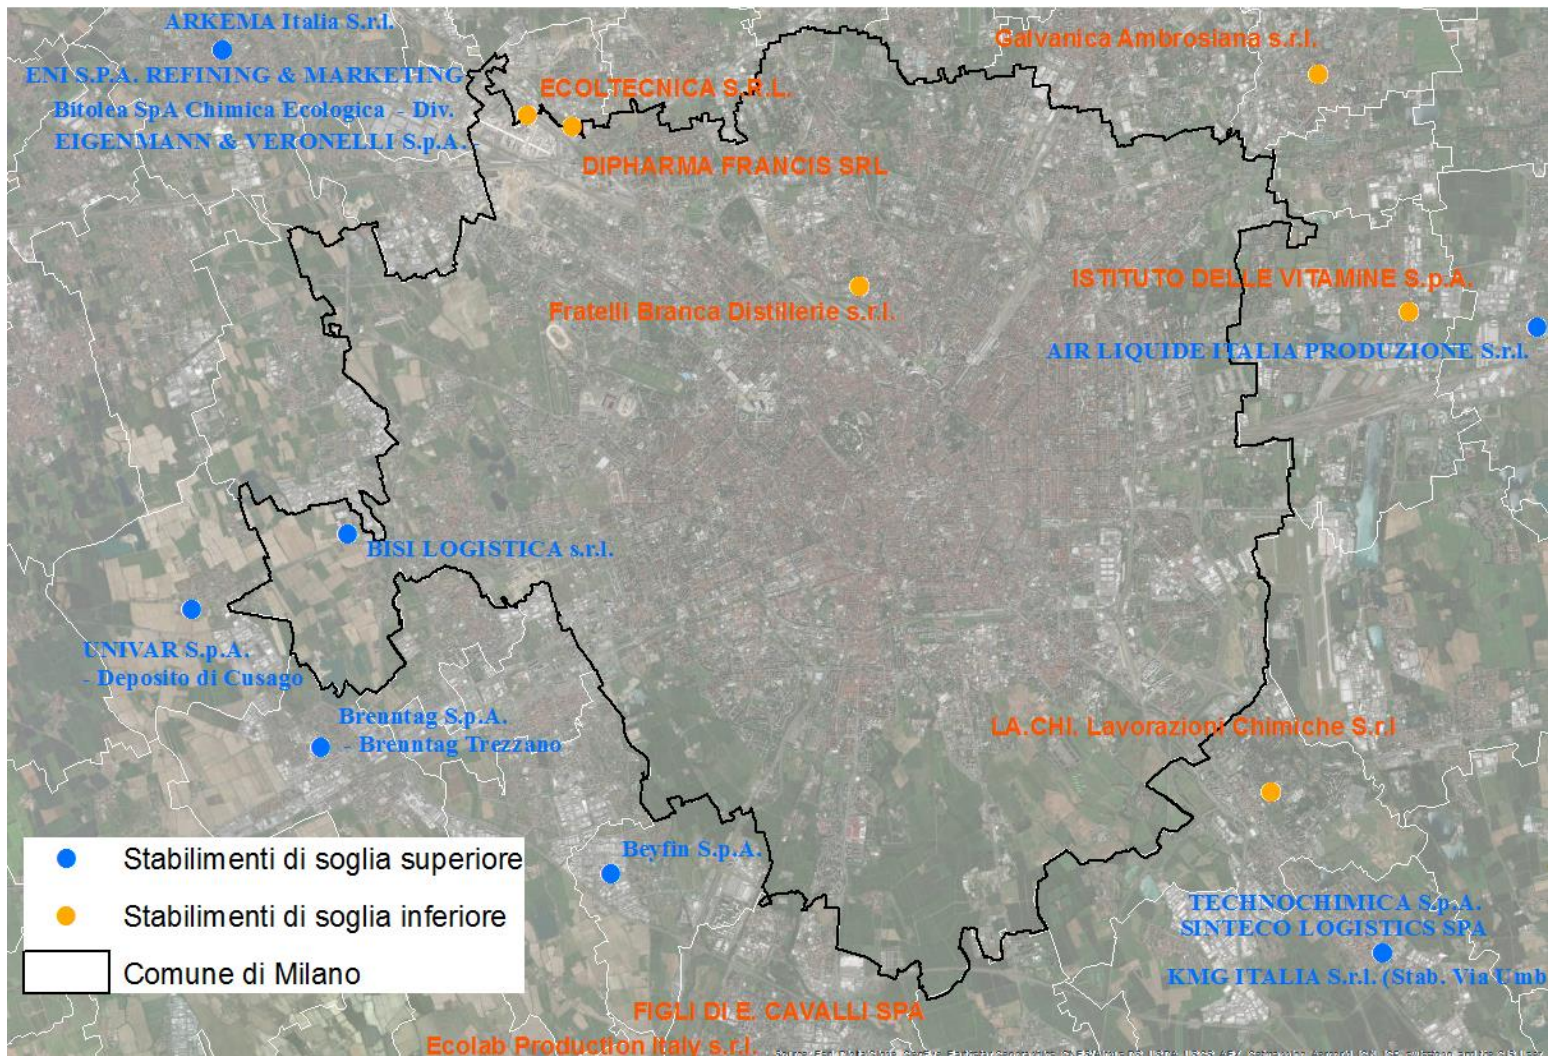 ARKEMA Italia S.r.l.
Galvanica Ambrosiana s.r.l.
ENI S.P.A. REFINING & MARKETING
ECOLTECNICA S.R.L.
Bitolea SpA Chimica Ecologica - Div.
EIGENMANN & VERONELLI S.p.A. -
DIPHARMA FRANCIS SRL
ISTITUTO DELLE VITAMINE S.p.A.
Fratelli Branca Distillerie s.r.l.
AIR LIQUIDE ITALIA PRODUZIONE S.r.l.
BISI LOGISTICA s.r.l.
UNIVAR S.p.A.
- Deposito di Cusago
Brenntag S.p.A.
- Brenntag Trezzano
LA.CHI. Lavorazioni Chimiche S.r.l
Beyfin S.p.A.
Stabilimenti di soglia superiore
Stabilimenti di soglia inferiore
Comune di Milano
TECHNOCHIMICA S.p.A.
SINTECO LOGISTICS SPA
KMG ITALIA S.r.l. (Stab. Via Umb
FIGLI DI E. CAVALLI SPA
Ecolab Production Italy s.r.l.